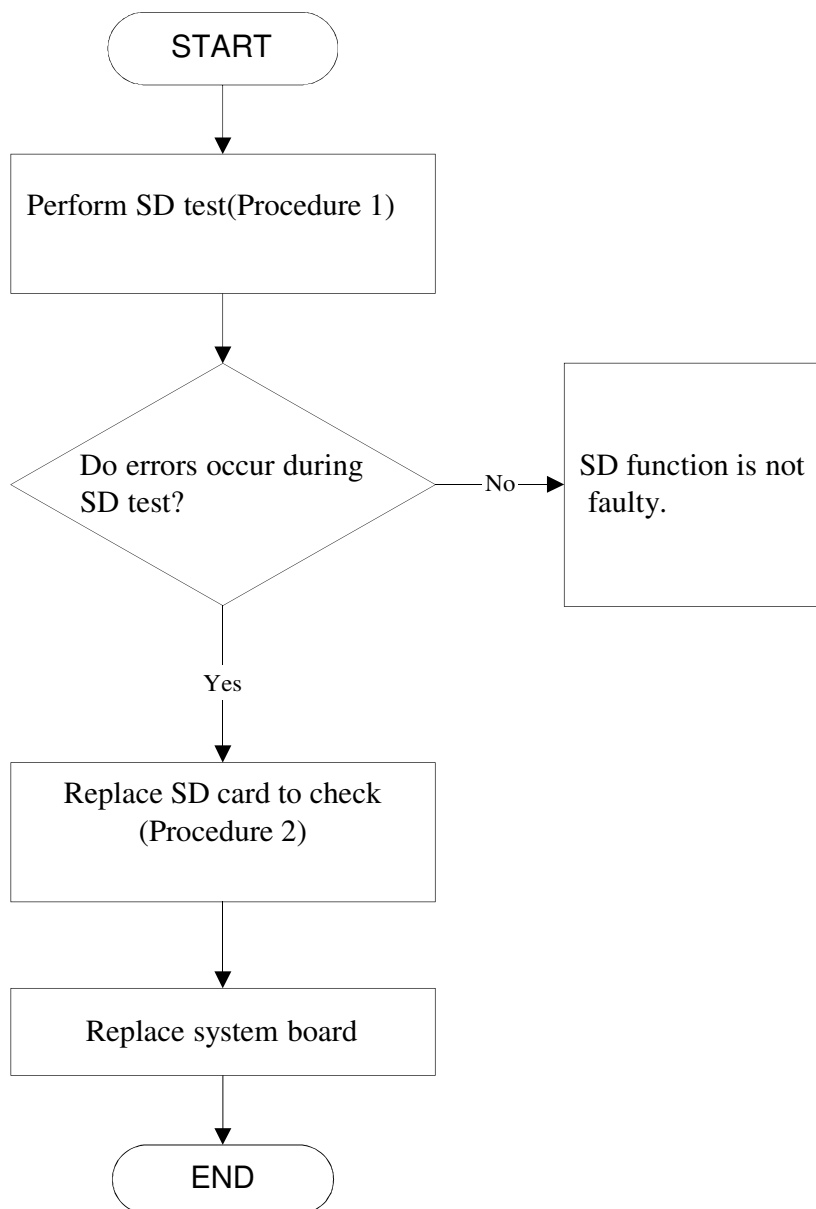 START
Perform SD test(Procedure 1)
Do errors occur during
SD test?
No
SD function is not
faulty.
Yes
Replace SD card to check
(Procedure 2)
Replace system board
END